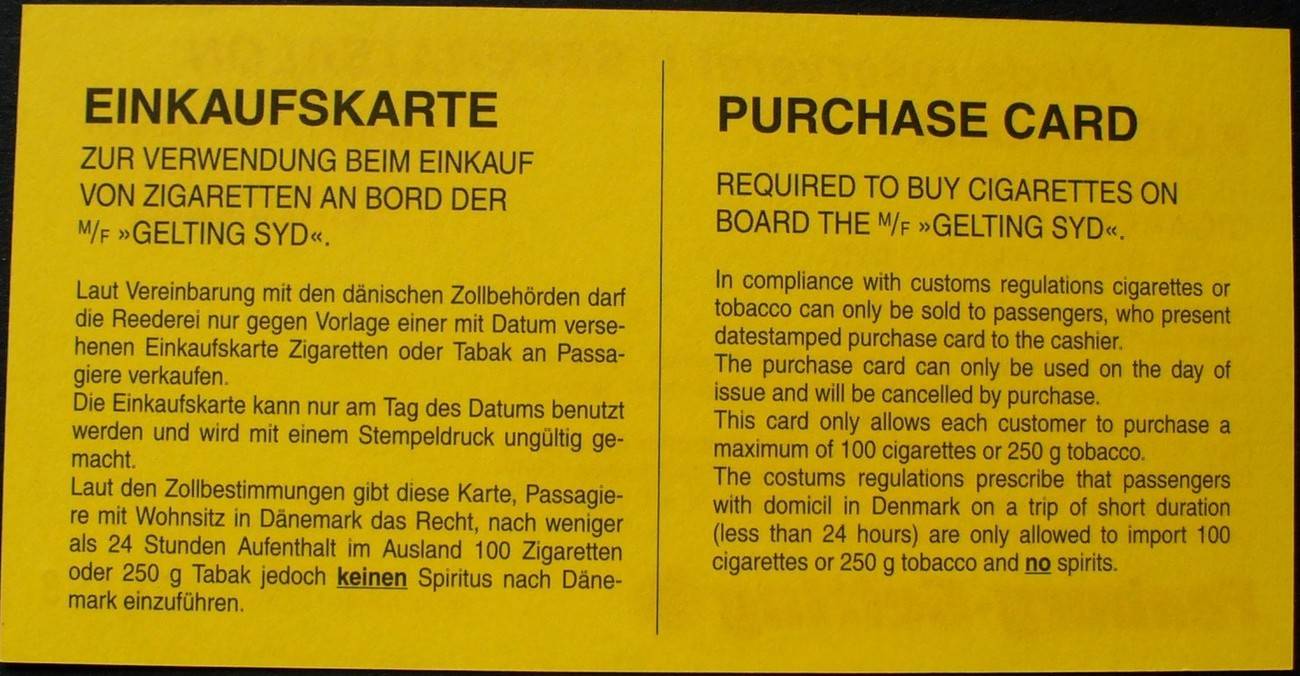 EINKAUFSKARTE
ZUR VERWENDUNG BEIM EINKAUF
VON ZIGARETTEN AN BORD DER
M/F »GELTING SYD«.
Laut Vereinbarung mit den dänischen Zollbehörden darf
die Reederei nur gegen Vorlage einer mit Datum verse-
henen Einkaufskarte Zigaretten oder Tabak an Passa-
giere verkaufen.
Die Einkaufskarte kann nur am Tag des Datums benutzt
werden und wird mit einem Stempeldruck ungültig ge-
macht.
Laut den Zollbestimmungen gibt diese Karte, Passagie-
re mit Wohnsitz in Dänemark das Recht, nach weniger
als 24 Stunden Aufenthalt im Ausland 100 Zigaretten
oder 250 g Tabak jedoch keinen Spiritus nach Däne-
mark einzuführen.
PURCHASE CARD
REQUIRED TO BUY CIGARETTES ON
BOARD THE M/F »GELTING SYD«.
In compliance with customs regulations cigarettes or
tobacco can only be sold to passengers, who present
datestamped purchase card to the cashier.
The purchase card can only be used on the day of
issue and will be cancelled by purchase.
This card only allows each customer to purchase a
maximum of 100 cigarettes or 250 g tobacco.
The costums regulations prescribe that passengers
with domicil in Denmark on a trip of short duration
(less than 24 hours) are only allowed to import 100
cigarettes or 250 g tobacco and no spirits.